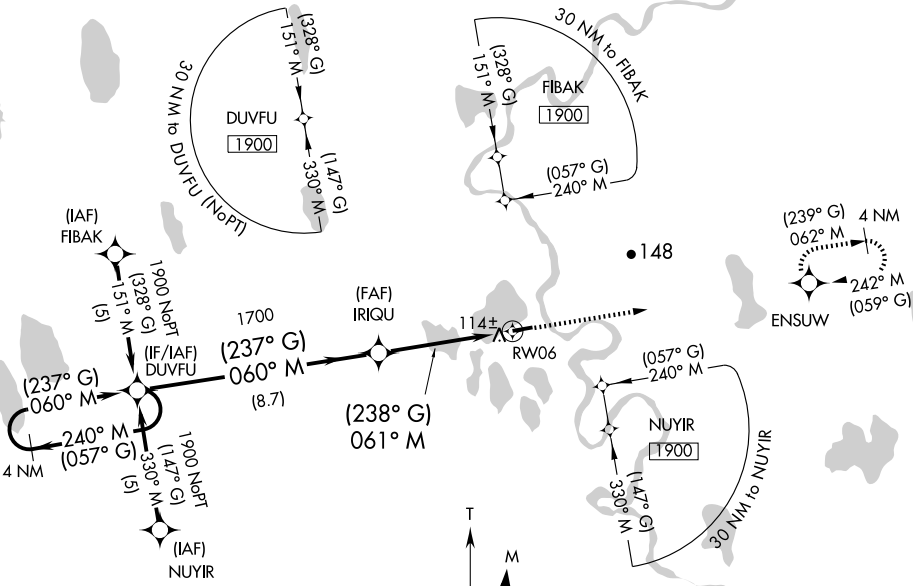 (328° G)
151° M
DUVFU
1900
30 NM to DUVFU (NoPT)
(147° G)
330° M
30 NM to FIBAK
(328° G)
151° M
FIBAK
1900
(057° G)
240° M
(239° G)
062° M
4 NM
242° M
(059° G)
ENSUW
148
(IAF)
FIBAK
1900 NoPT
(328° G)
151° M
(5)
(IF/IAF)
DUVFU
(237° G)
060° M
240° M
(057° G)
4 NM
1900 NoPT
(147° G)
330° M
(5)
(IAF)
NUYIR
1700
(237° G)
060° M
(8.7)
(FAF)
IRIQU
114±
RW06
(238° G)
061° M
(057° G)
240° M
NUYIR
1900
(147° G)
330° M
30 NM to NUYIR
T
M